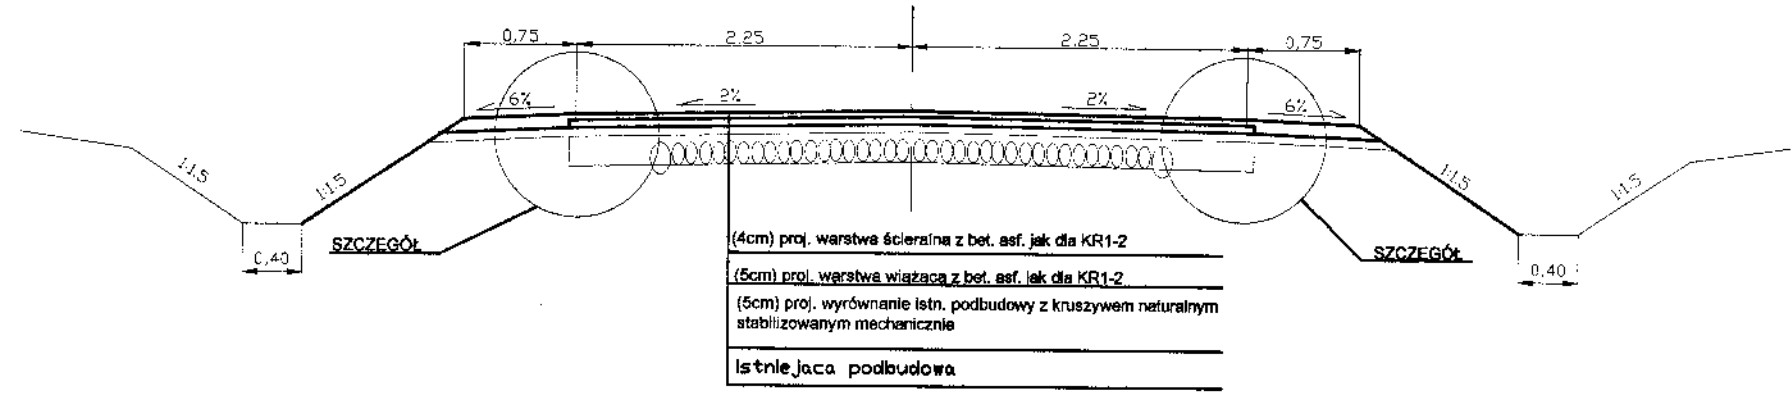 0,75 2,25 2,25 0,75
6% 2% 2% 6%
1:1.5 1:1.5 1:1.5 1:1.5
SZCZEGÓŁ SZCZEGÓŁ
0,40 0,40
(4cm) proj. warstwa ścieralna z bet. asf. jak dla KR1-2
(5cm) proj. warstwa wiążącą z bet. asf. jak dla KR1-2
(5cm) proj. wyrównanie istn. podbudowy z kruszywem naturalnym
stabilizowanym mechanicznie
Istniejaca podbudowa